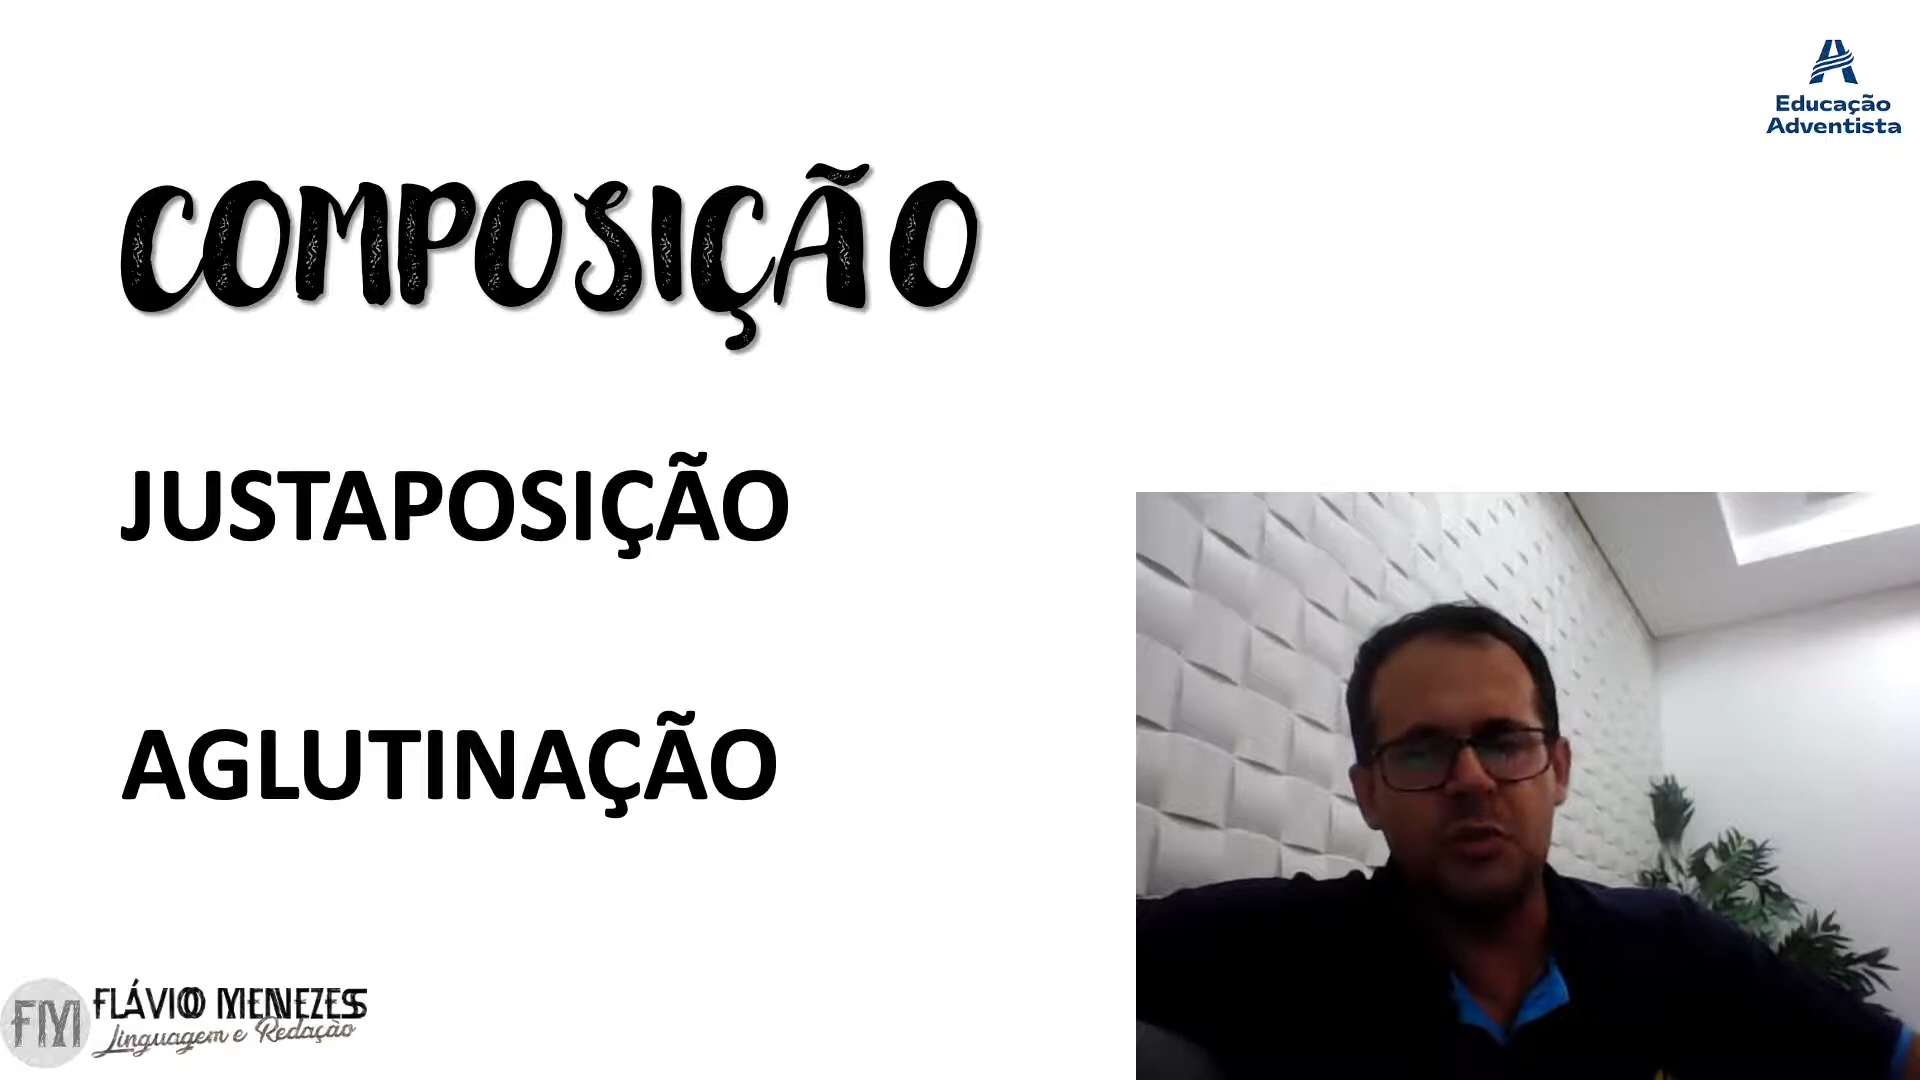 Educação
Adventista
COMPOSIÇÃO
JUSTAPOSIÇÃO
AGLUTINAÇÃO
FM
FLÁVIO MENEZES
Linguagem e Redação